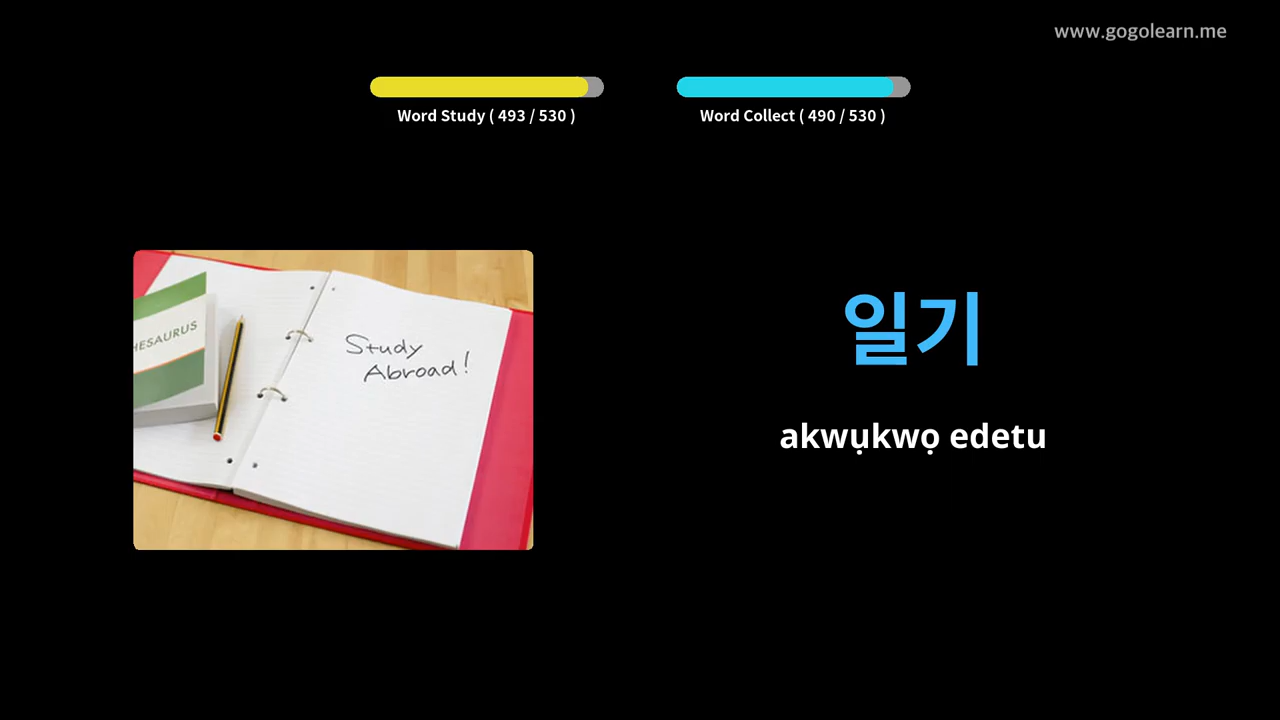 www.gogolearn.me
Word Study ( 493 / 530 )
Word Collect ( 490 / 530 )
HESAURUS
Study
Abroad!
일기
akwụkwọ edetu